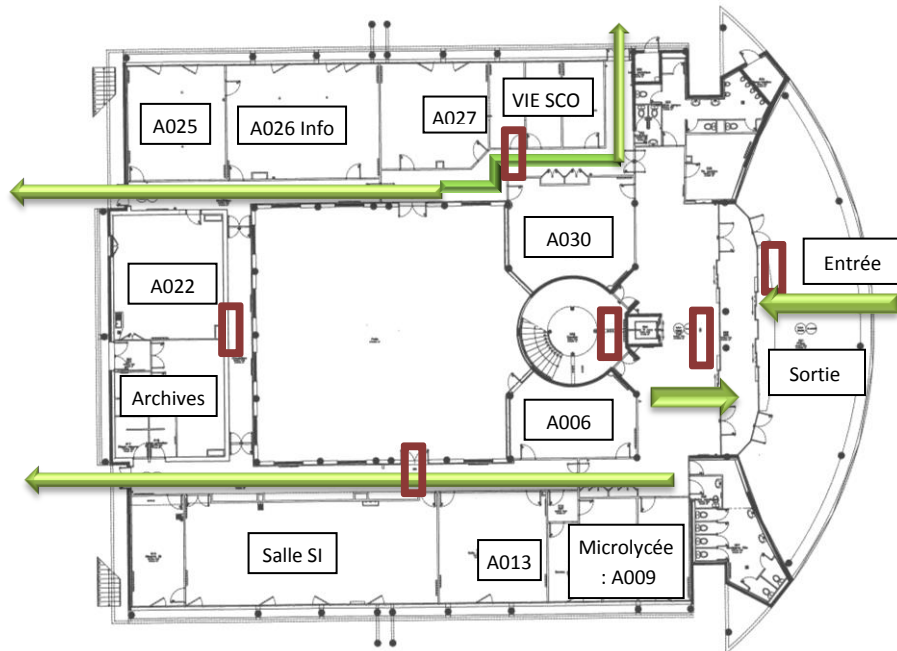 VIE SCO
A025
A026 Info
A027
A030
Entrée
A022
Sortie
Archives
A006
Salle SI
A013
Microlycée
: A009